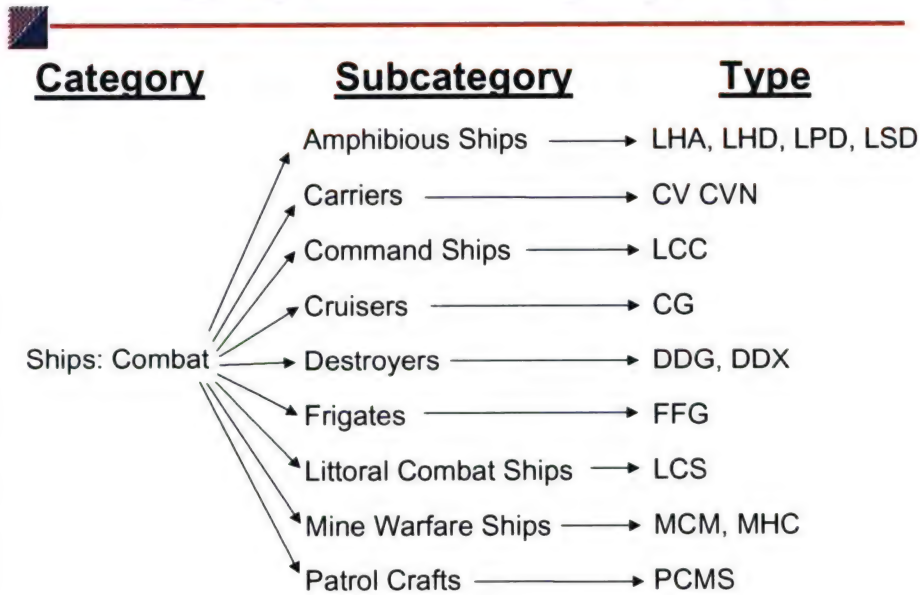 Category Subcategory Type
Amphibious Ships LHA, LHD, LPD, LSD
Carriers CV CVN
Command Ships LCC
Cruisers CG
Ships: Combat Destroyers DDG, DDX
Frigates FFG
Littoral Combat Ships LCS
Mine Warfare Ships MCM, MHC
Patrol Crafts PCMS